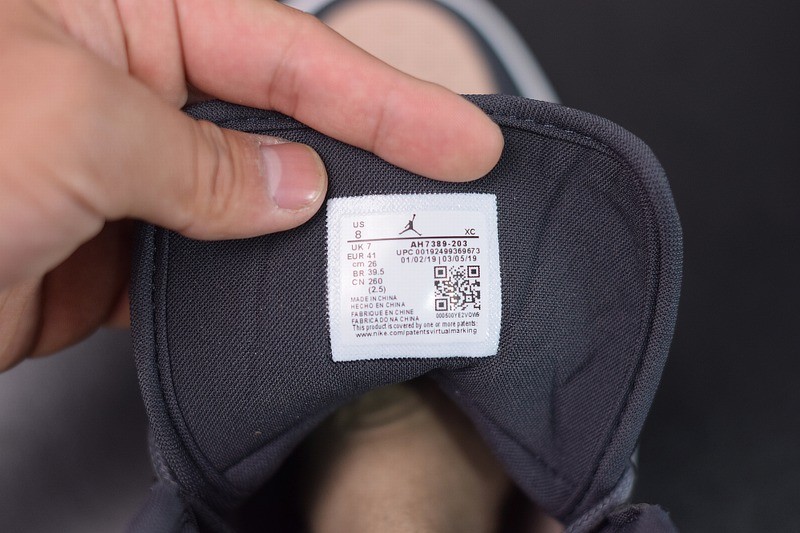 US
8 XC
UK 7 AH7389-203
EUR 41 UPC 00192499369673
cm 26 01/02/19 | 03/05/19
BR 39.5
CN 260
(2.5)
MADE IN CHINA
HECHO EN CHINA
FABRIQUE EN CHINE
FABRICADO NA CHINA
This product is covered by one or more patents:
www.nike.com/patentsvirtualmarking